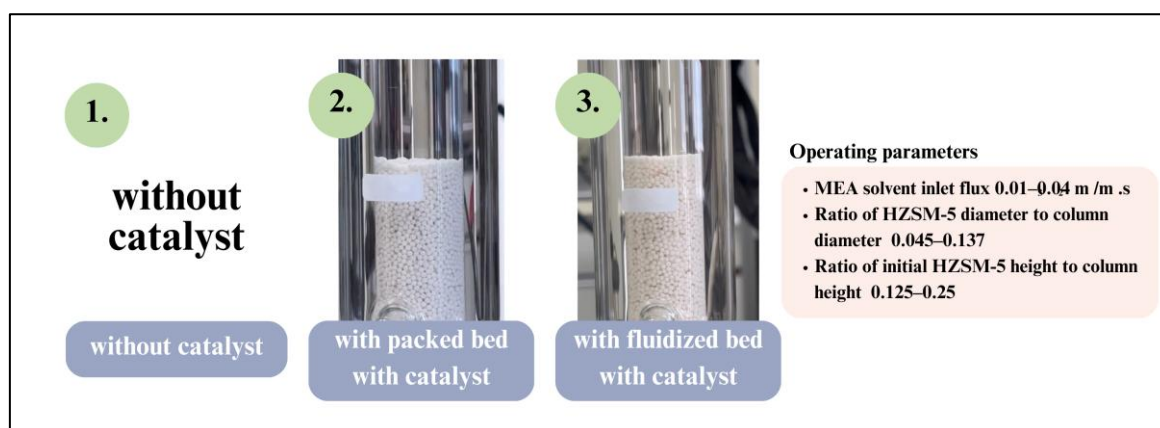 1.
without
catalyst
without catalyst
2.
with packed bed
with catalyst
3.
with fluidized bed
with catalyst
Operating parameters
• MEA solvent inlet flux 0.01–0.04 m /m .s
• Ratio of HZSM-5 diameter to column
diameter 0.045–0.137
• Ratio of initial HZSM-5 height to column
height 0.125–0.25